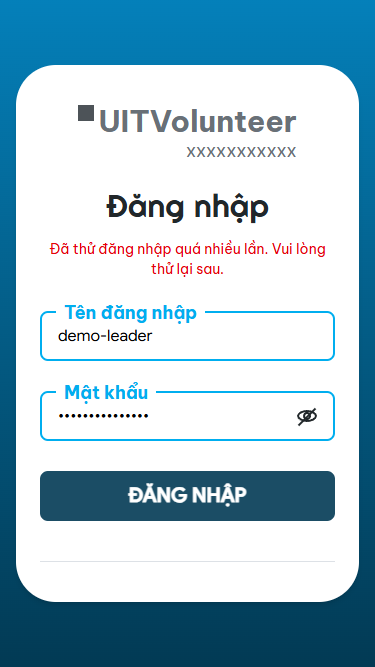 UITVolunteer
xxxxxxxxxxx
Đăng nhập
Đã thử đăng nhập quá nhiều lần. Vui lòng
thử lại sau.
Tên đăng nhập
demo-leader
Mật khẩu
•••••••••••••••
ĐĂNG NHẬP